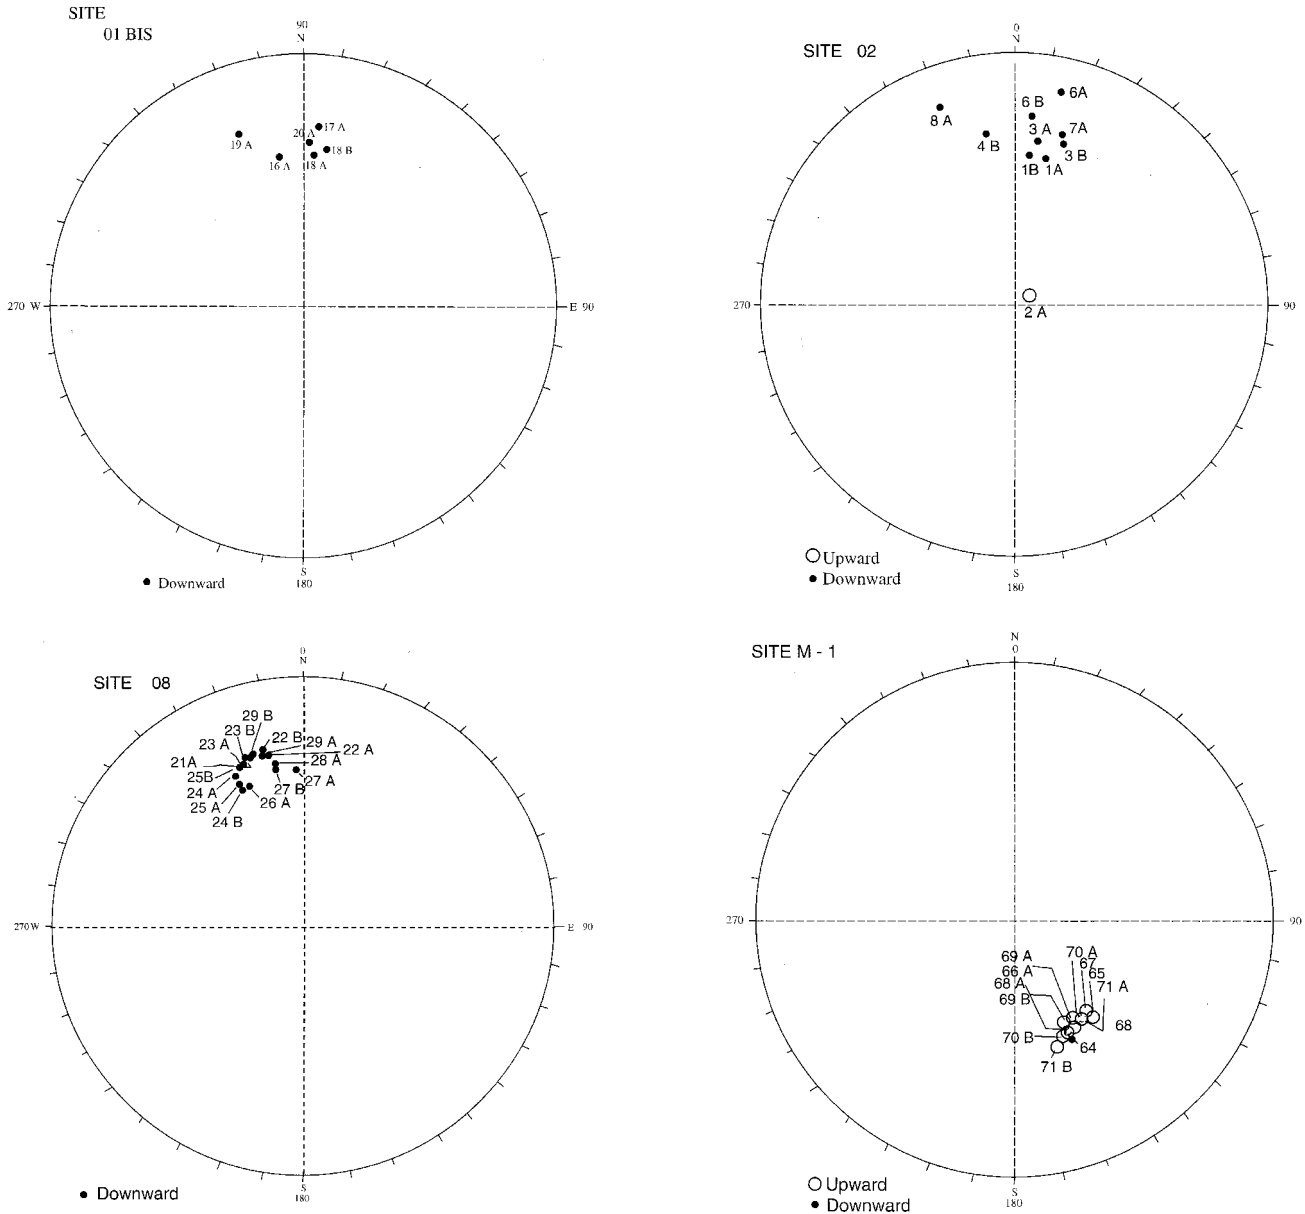 SITE
01 BIS
90
N
17 A
20 A
19 A
18 B
16 A
18 A
270 W
E 90
S
180
Downward
0
N
SITE 02
6A
6 B
8 A
3 A
7A
4 B
3 B
1B
1A
2 A
270
90
Upward
Downward
S
180
0
N
SITE 08
29 B
23 B
22 B
29 A
23 A
22 A
21A
28 A
25B
27 A
24 A
27 B
25 A
26 A
24 B
270 W
E 90
S
180
Downward
N
0
SITE M - 1
270
90
69 A
70 A
66 A
67
65
68 A
71 A
69 B
68
70 B
64
71 B
Upward
Downward
S
180